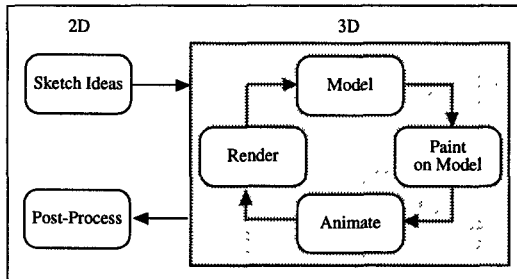 2D
3D
Sketch Ideas
Model
Render
Paint
on Model
Post-Process
Animate